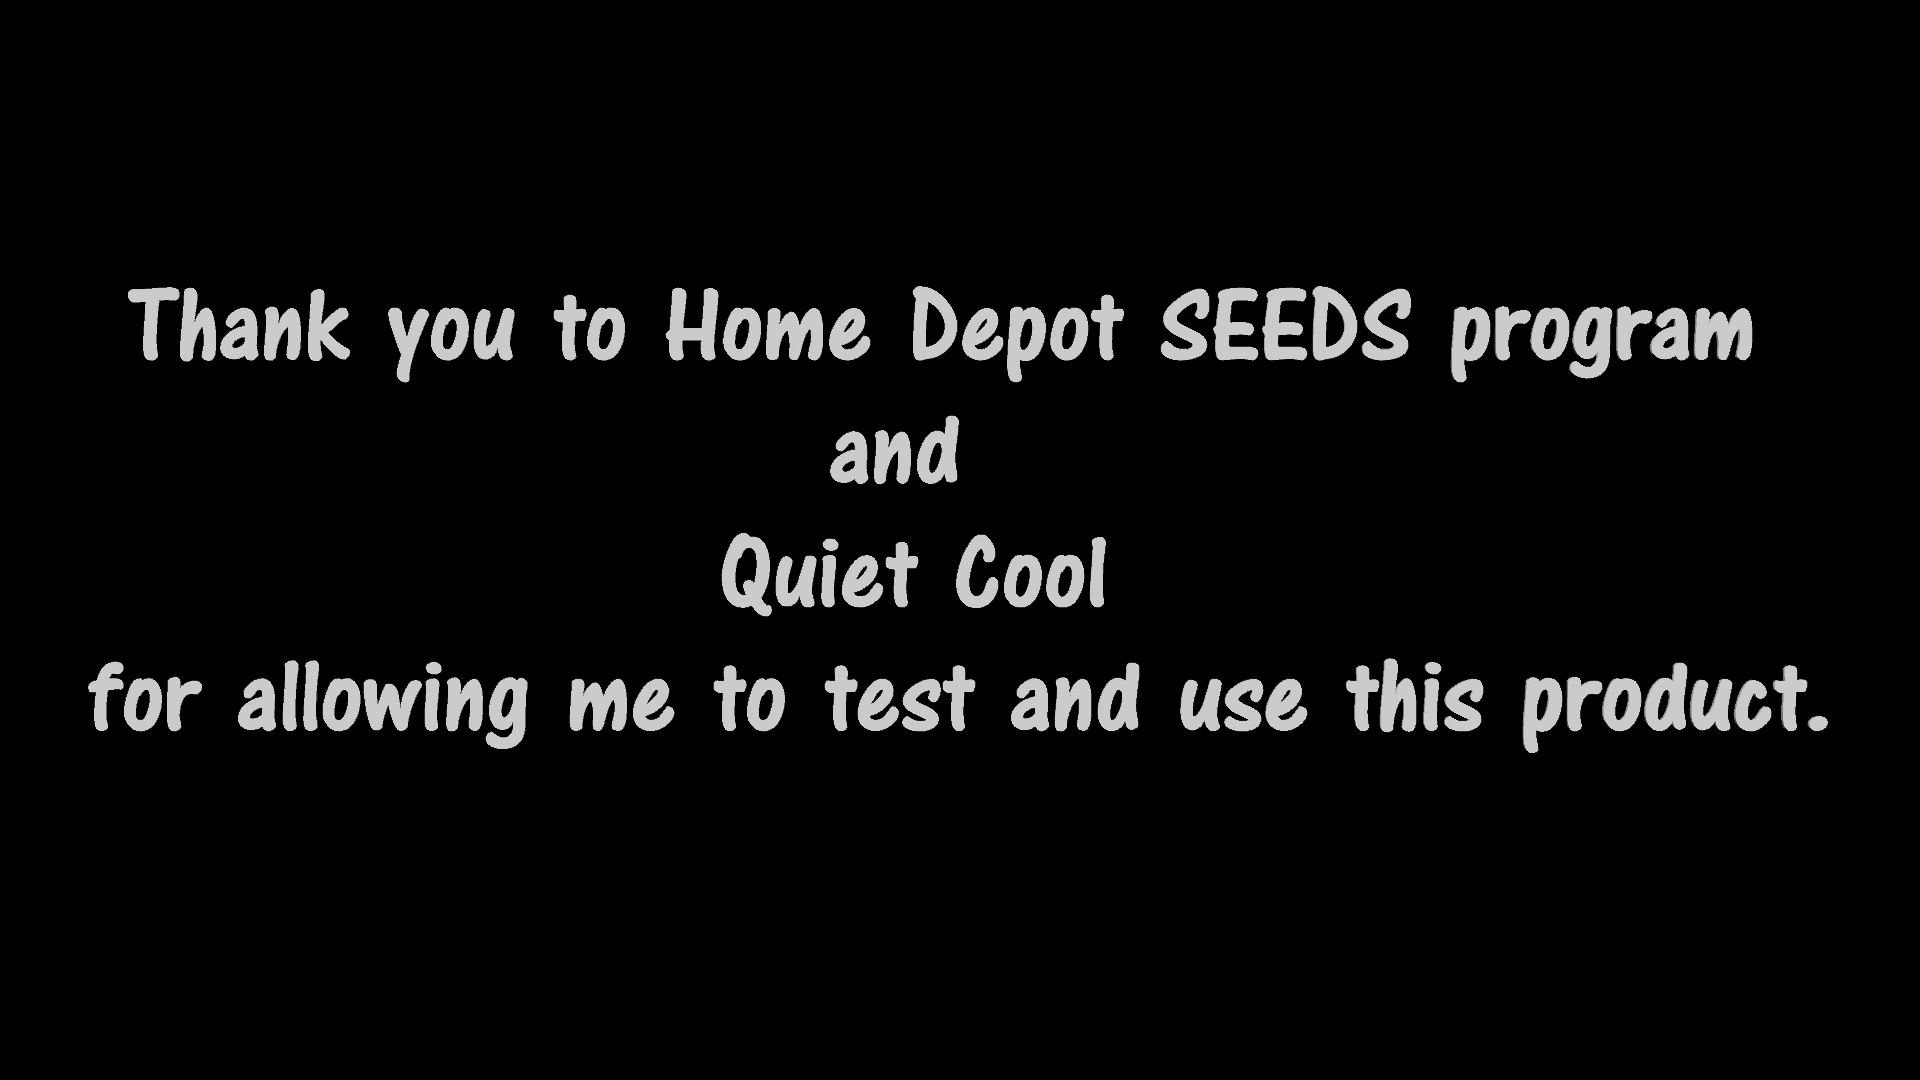 Thank you to Home Depot SEEDS program
and
Quiet Cool
for allowing me to test and use this product.